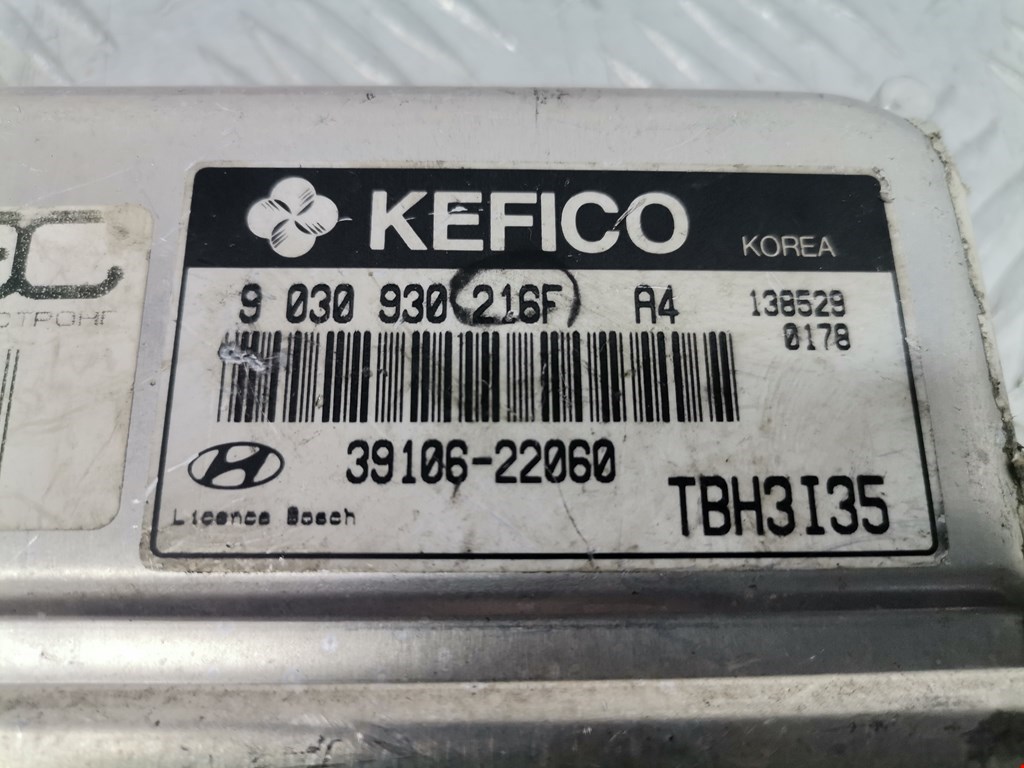 KEFICO KOREA
9 030 930 216F A4 138529
0178
39106-22060
TBH3I35
Licence Bosch